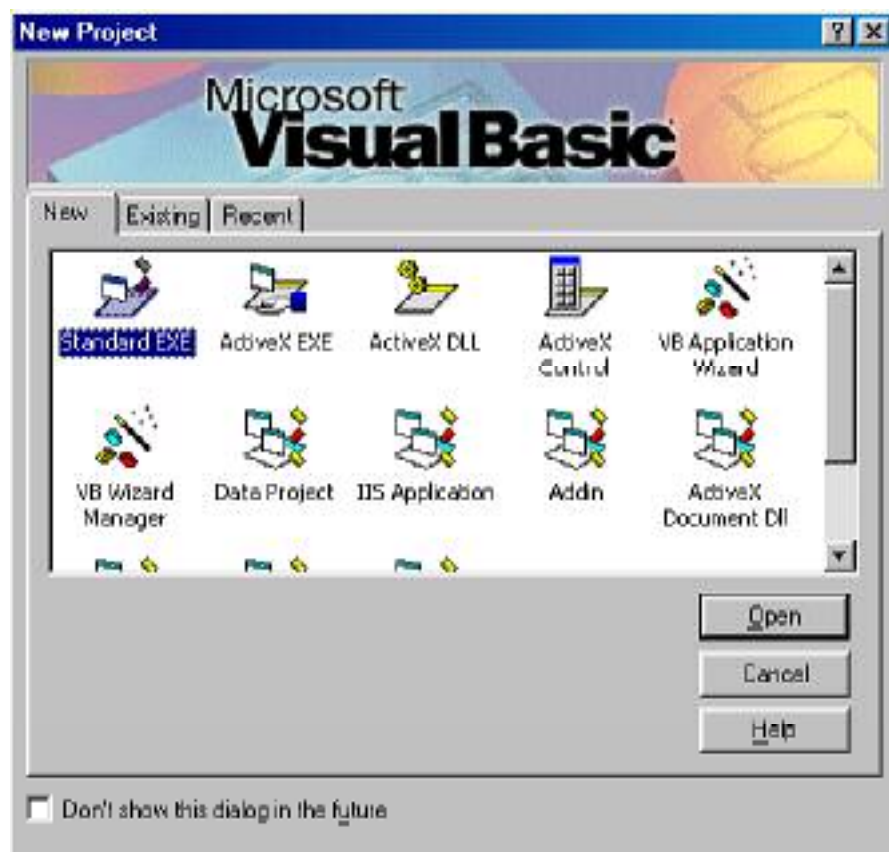 New Project
Microsoft
Visual Basic
New Existing Recent
Standard EXE ActiveX EXE ActiveX DLL ActiveX Control VB Application Wizard
VB Wizard Manager Data Project IIS Application Addin ActiveX Document Dll
Open
Cancel
Help
Don't show this dialog in the future